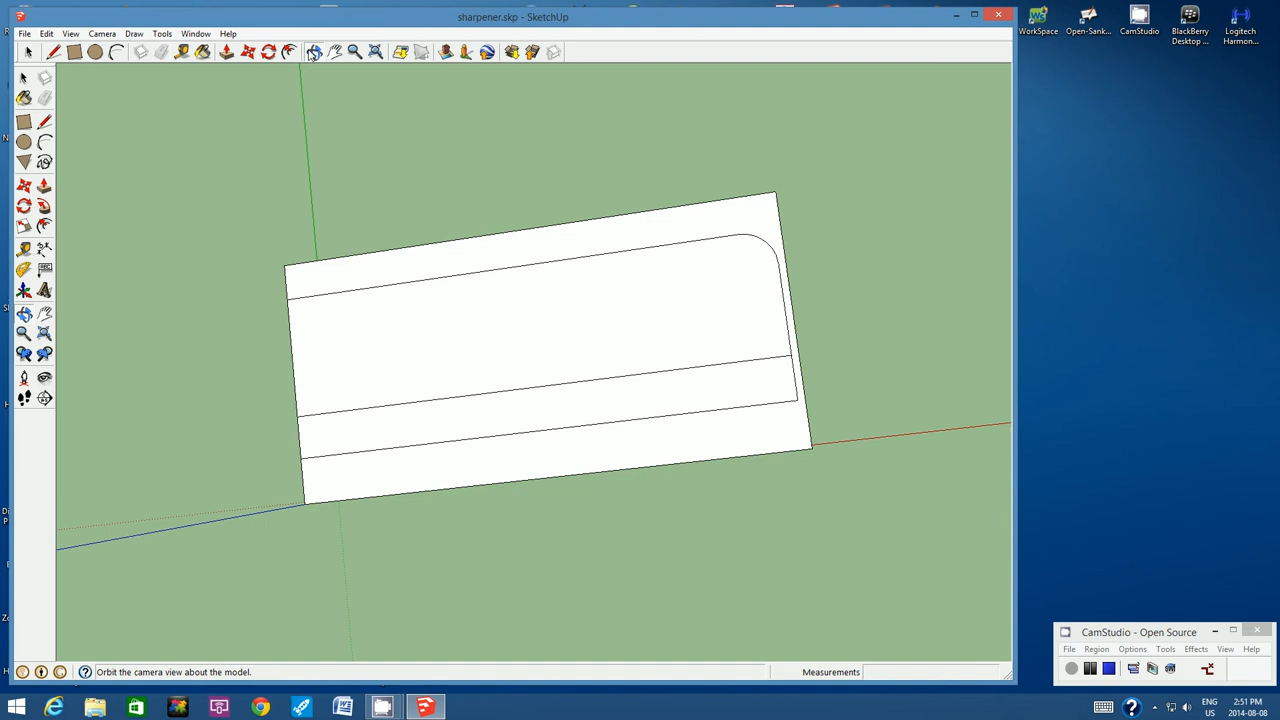 sharpener.skp - SketchUp
File Edit View Camera Draw Tools Window Help
WorkSpace
Open-Sank...
CamStudio
BlackBerry
Desktop ...
Logitech
Harmon...
ABC
CamStudio - Open Source
File Region Options Tools Effects View Help
Orbit the camera view about the model.
Measurements
ENG
US
2:51 PM
2014-08-08